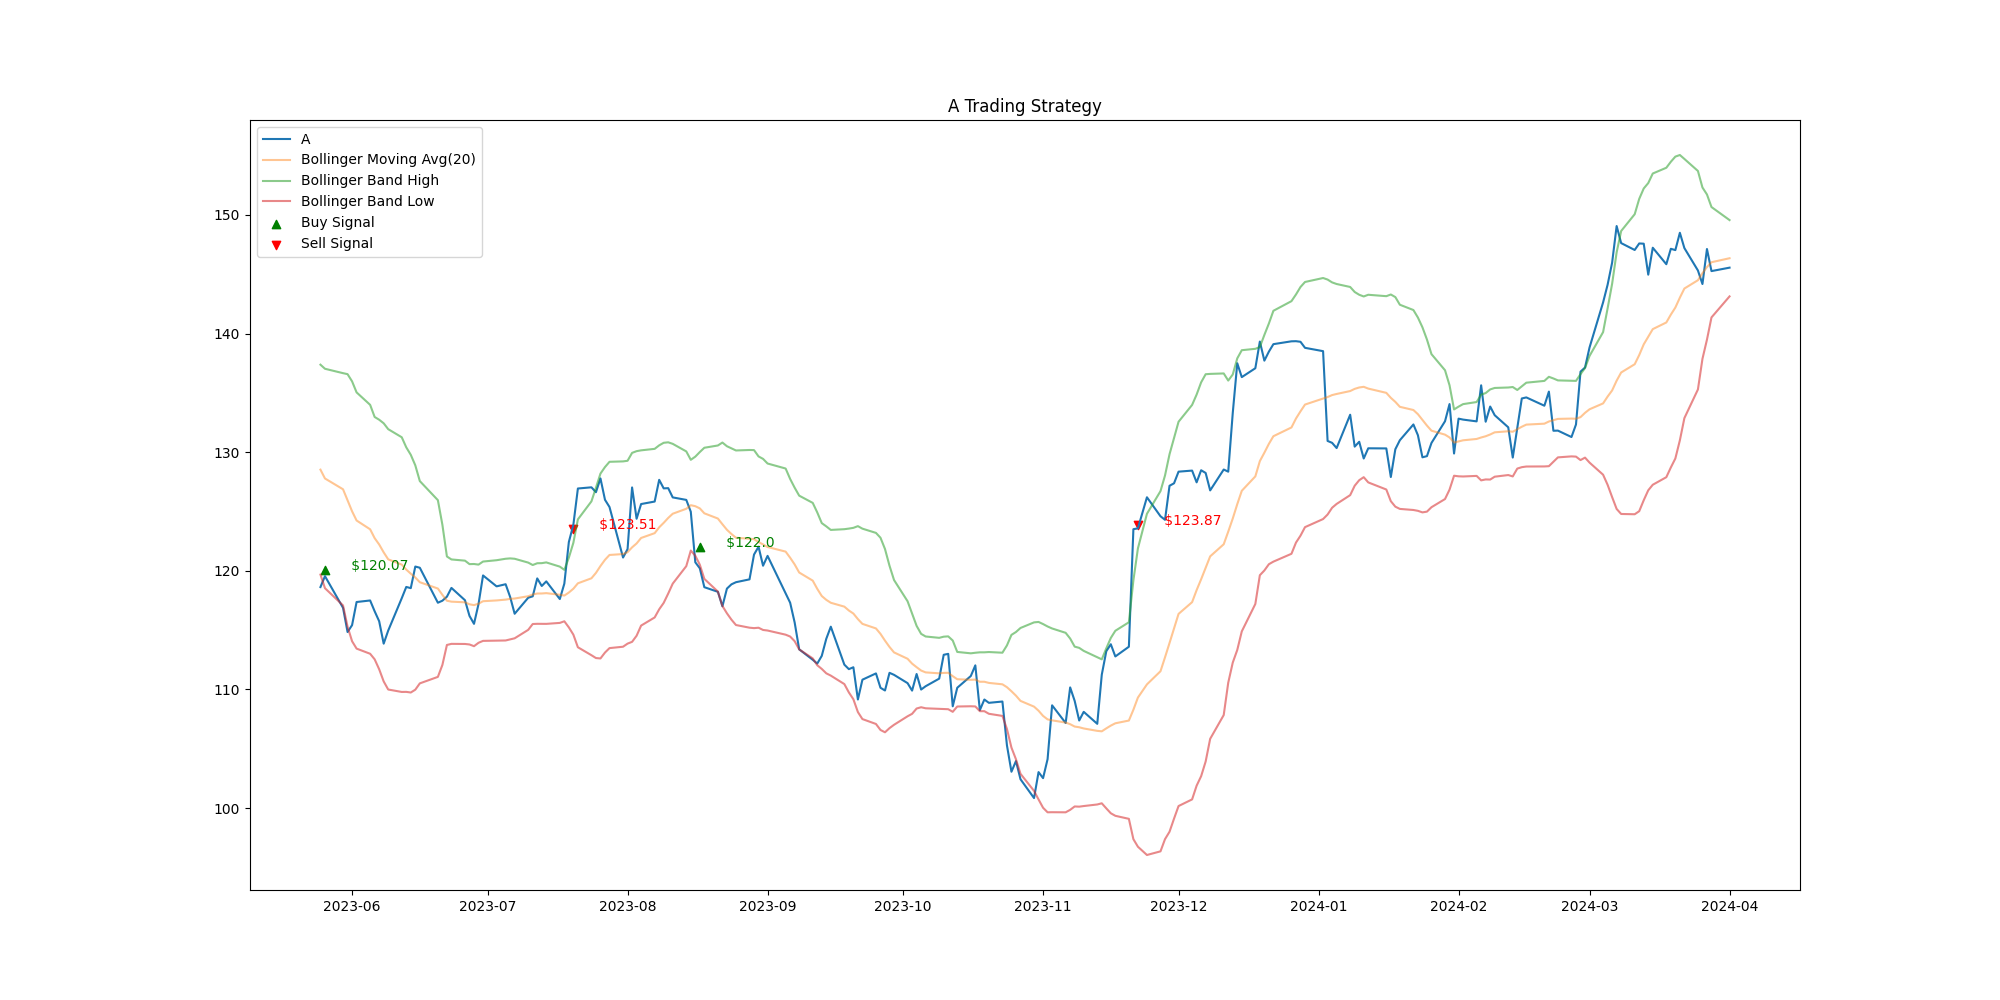 A Trading Strategy
A
Bollinger Moving Avg(20)
Bollinger Band High
Bollinger Band Low
Buy Signal
Sell Signal
150
140
130
120
110
100
$120.07
$123.51
$122.0
$123.87
2023-06 2023-07 2023-08 2023-09 2023-10 2023-11 2023-12 2024-01 2024-02 2024-03 2024-04